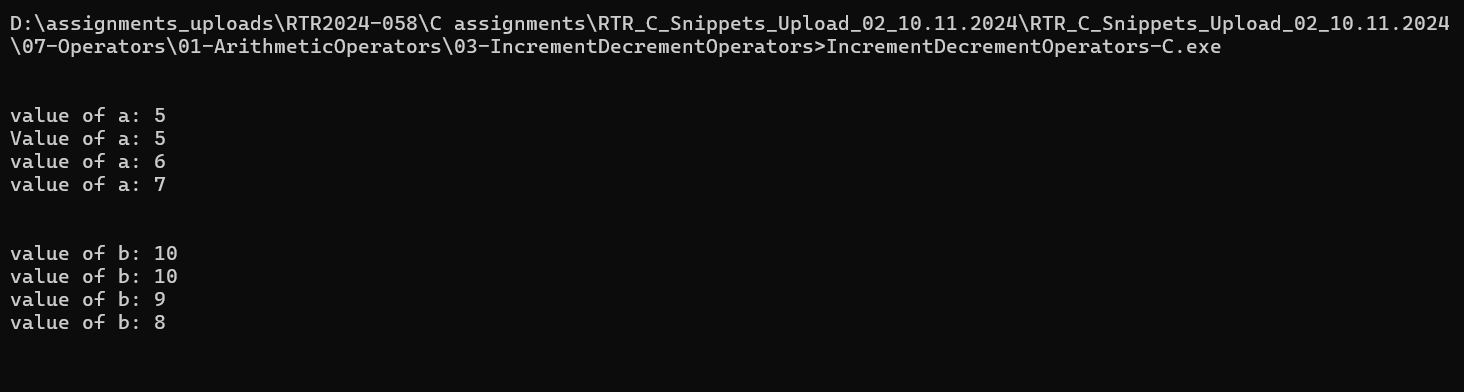 D:\assignments_uploads\RTR2024-058\C assignments\RTR_C_Snippets_Upload_02_10.11.2024\RTR_C_Snippets_Upload_02_10.11.2024
\07-Operators\01-ArithmeticOperators\03-IncrementDecrementOperators>IncrementDecrementOperators-C.exe
value of a: 5
Value of a: 5
value of a: 6
value of a: 7
value of b: 10
value of b: 10
value of b: 9
value of b: 8